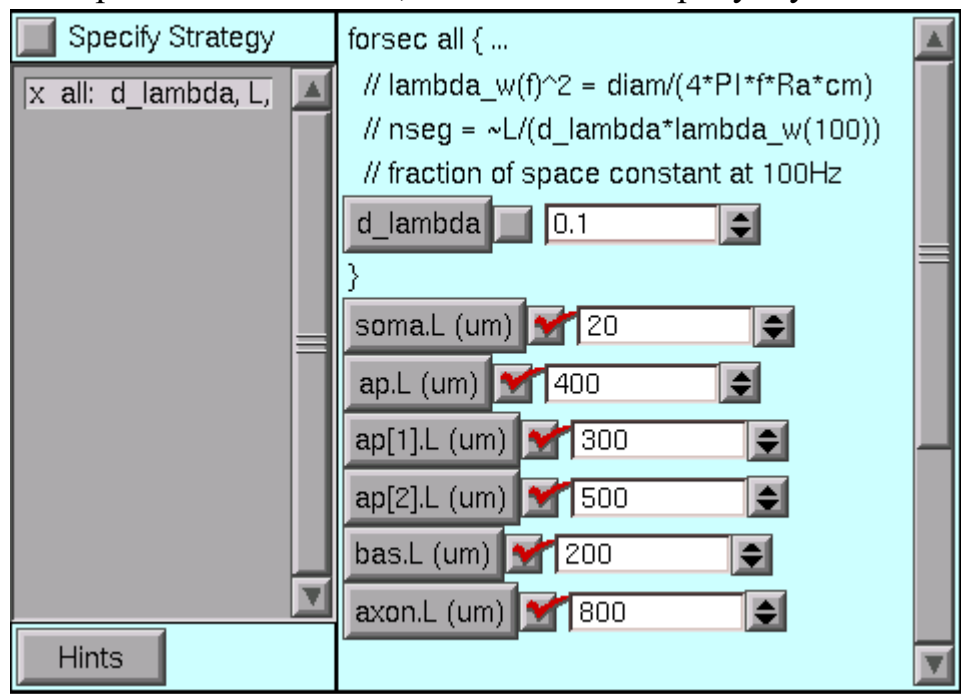 Specify Strategy
x all: d_lambda, L,
Hints
forsec all { ...
// lambda_w(f)^2 = diam/(4*PI*f*Ra*cm)
// nseg = ~L/(d_lambda*lambda_w(100))
// fraction of space constant at 100Hz
d_lambda 0.1
}
soma.L (um) 20
ap.L (um) 400
ap[1].L (um) 300
ap[2].L (um) 500
bas.L (um) 200
axon.L (um) 800